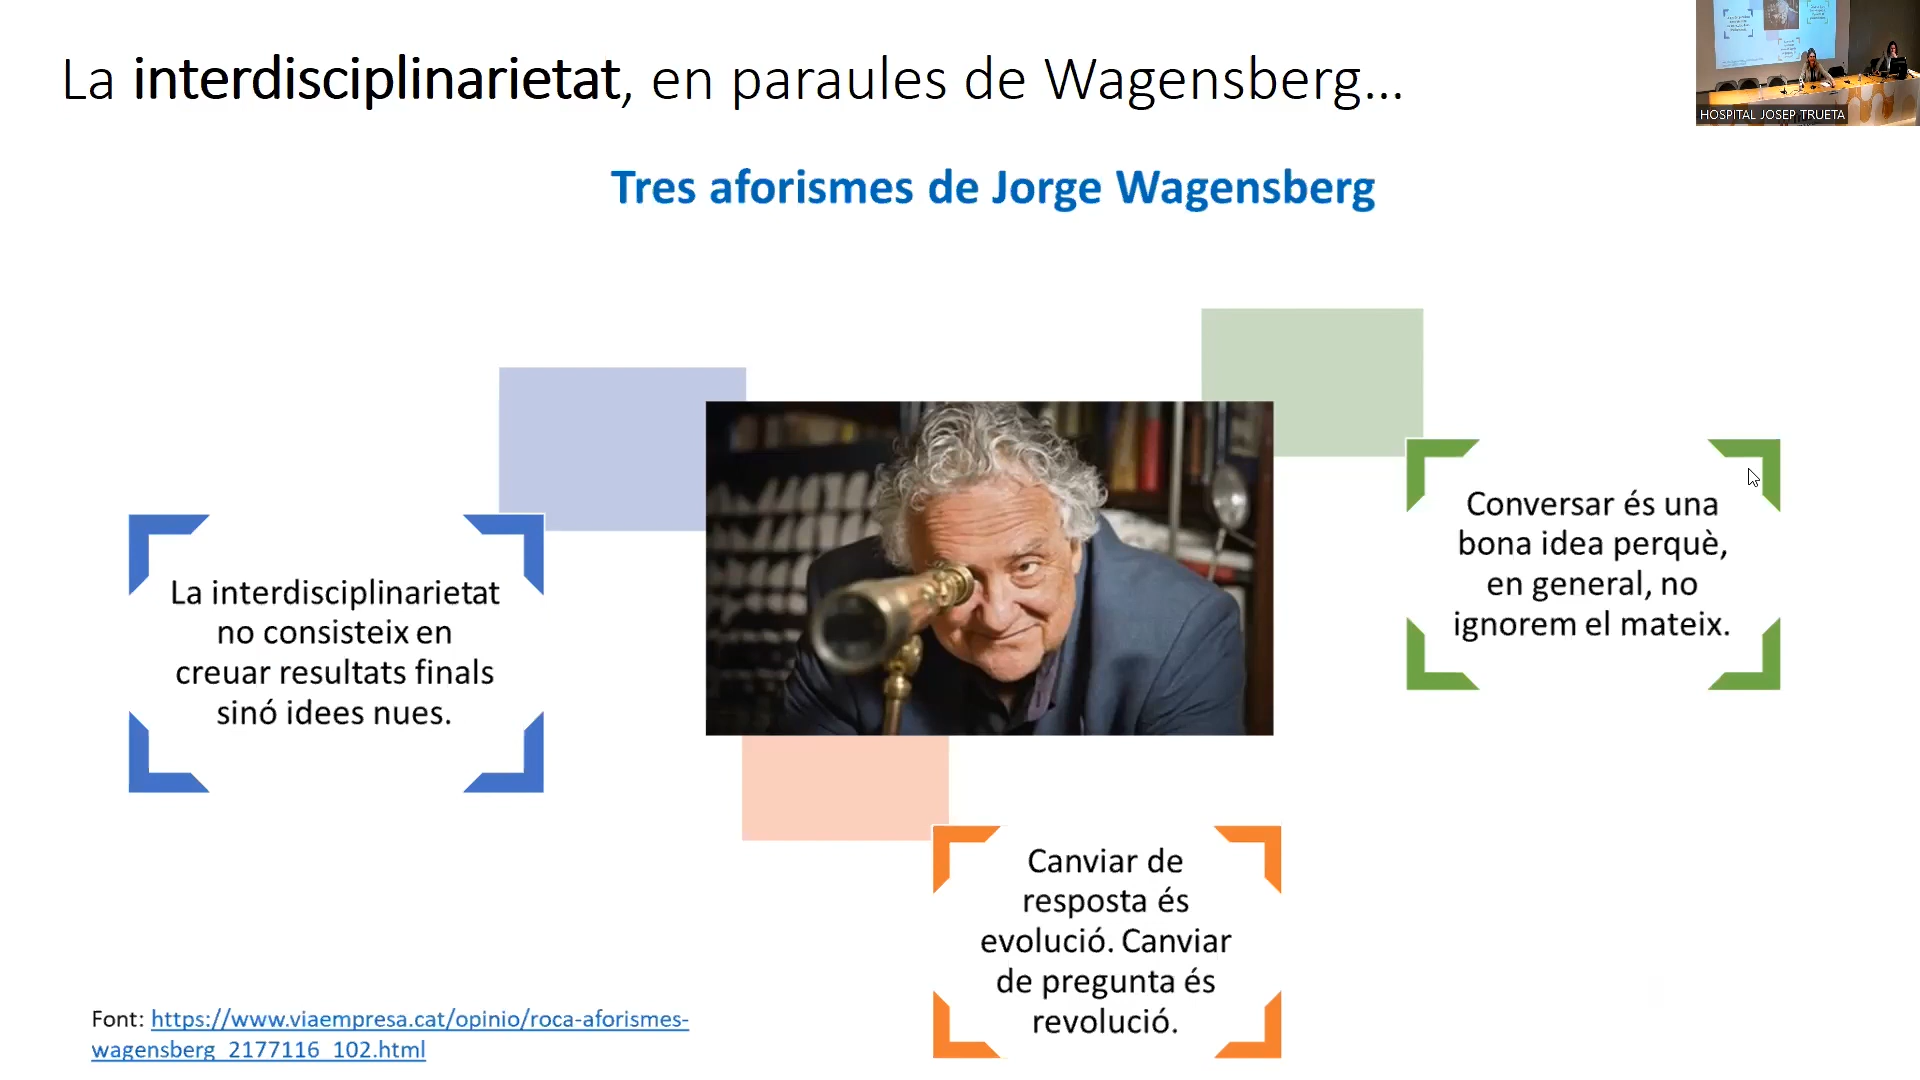 La interdisciplinarietat, en paraules de Wagensberg...
HOSPITAL JOSEP TRUETA
Tres aforismes de Jorge Wagensberg
La interdisciplinarietat
no consisteix en
creuar resultats finals
sinó idees nues.
Conversar és una
bona idea perquè,
en general, no
ignorem el mateix.
Canviar de
resposta és
evolució. Canviar
de pregunta és
revolució.
Font: https://www.viaempresa.cat/opinio/roca-aforismes-
wagensberg_2177116_102.html